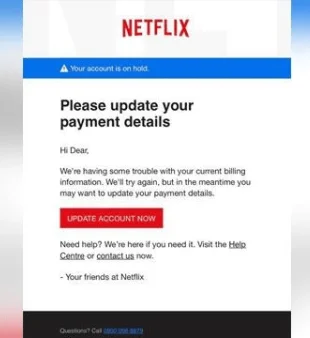 NETFLIX
Your account is on hold.
Please update your
payment details
Hi Dear,
We're having some trouble with your current billing
information. We'll try again, but in the meantime you
may want to update your payment details.
UPDATE ACCOUNT NOW
Need help? We're here if you need it. Visit the Help
Centre or contact us now.
- Your friends at Netflix
Questions? Call